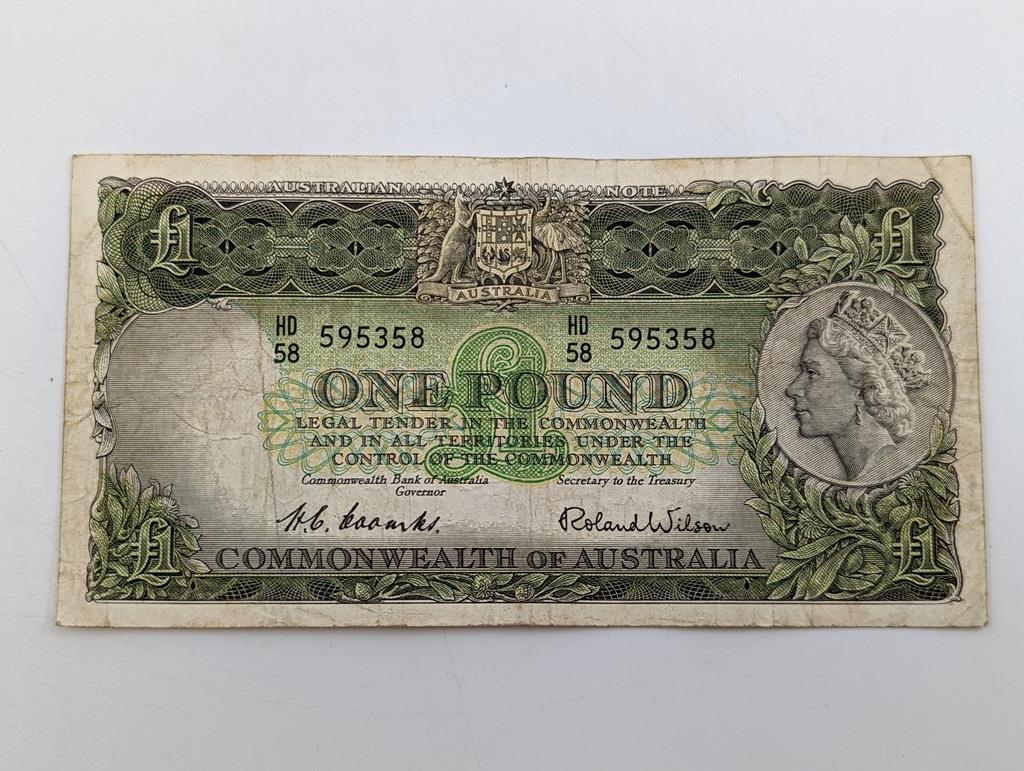 AUSTRALIAN NOTE
£1 £1
AUSTRALIA
HD 58 595358 HD 58 595358
£
ONE POUND
LEGAL TENDER IN THE COMMONWEALTH
AND IN ALL TERRITORIES UNDER THE
CONTROL OF THE COMMONWEALTH
Commonwealth Bank of Australia Secretary to the Treasury
Governor
H.C. Coombs. Roland Wilson
COMMONWEALTH OF AUSTRALIA
£1 £1